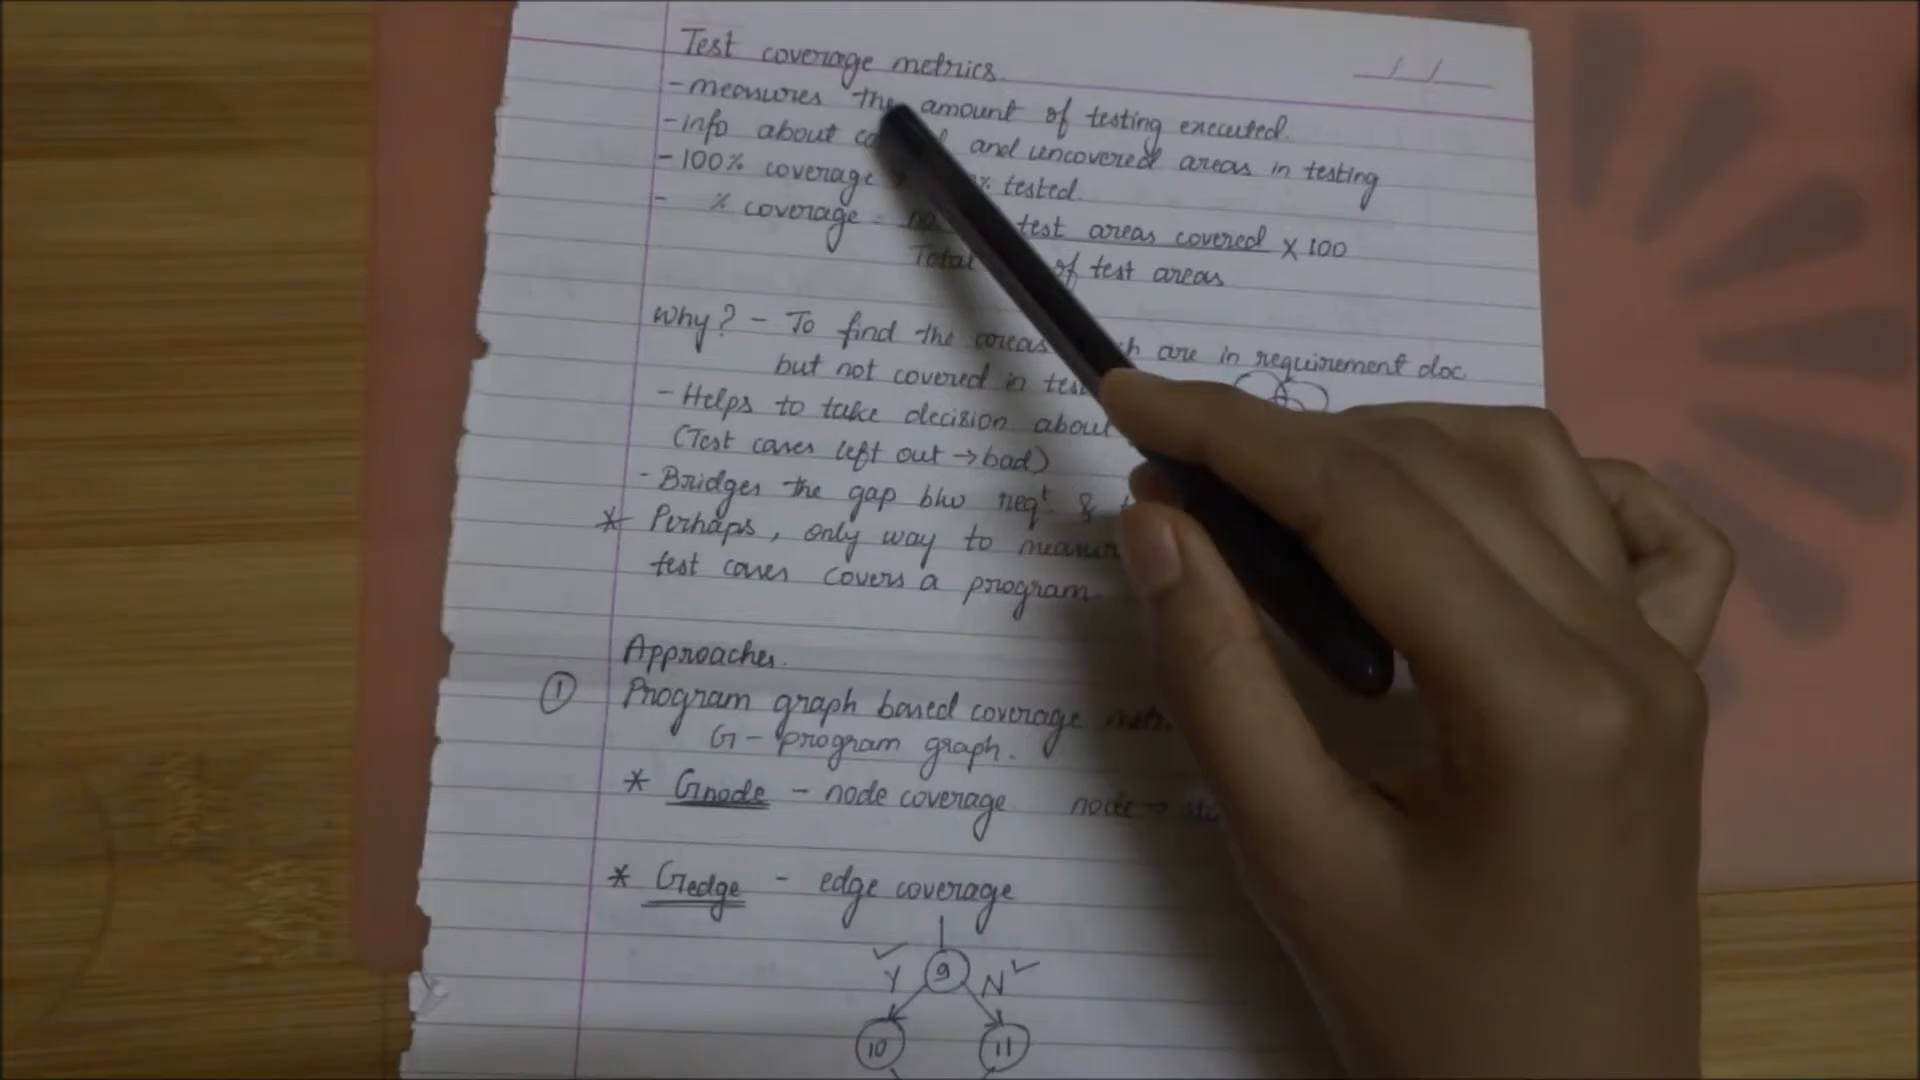 Test coverage metrics.
- measures the amount of testing executed.
- info about and uncovered areas in testing
- 100% coverage % tested.
- % coverage = test areas covered X 100
Total of test areas
Why? - To find the areas are in requirement doc
but not covered in
- Helps to take decision about
(Test cases left out → bad)
- Bridges the gap b/w reqt. &
* Perhaps, only way to
test cases covers a program.
Approaches.
① Program graph based coverage
G - program graph.
* Gnode - node coverage node →
* Gedge - edge coverage
Y 9 N
10 11